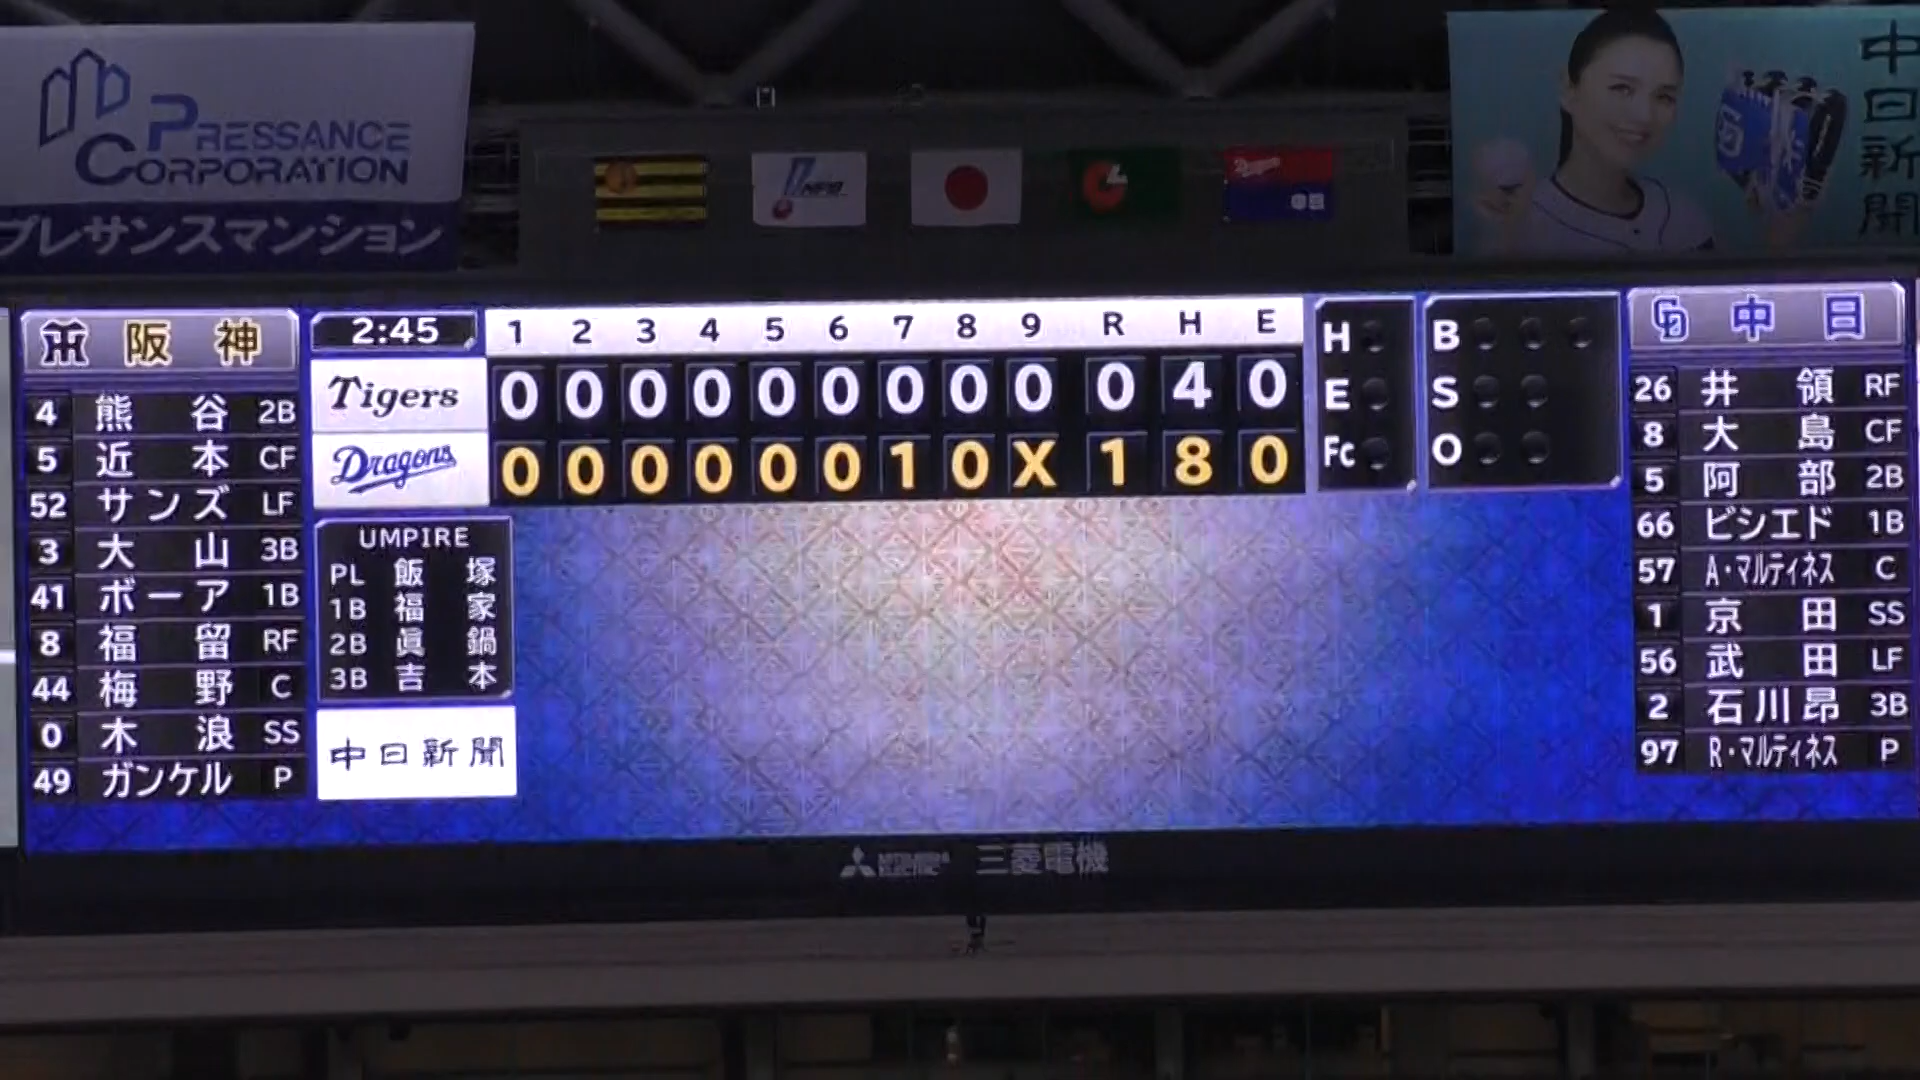 PRESSANCE
CORPORATION
プレサンスマンション
中日新聞
Dragons
阪神
4 熊谷 2B
5 近本 CF
52 サンズ LF
3 大山 3B
41 ボーア 1B
8 福留 RF
44 梅野 C
0 木浪 SS
49 ガンケル P
2:45 1 2 3 4 5 6 7 8 9 R H E
Tigers 0 0 0 0 0 0 0 0 0 0 4 0
Dragons 0 0 0 0 0 0 1 0 X 1 8 0
H
E
Fc
B
S
O
UMPIRE
PL 飯塚
1B 福家
2B 眞鍋
3B 吉本
中日新聞
中日
26 井領 RF
8 大島 CF
5 阿部 2B
66 ビシエド 1B
57 A・マルティネス C
1 京田 SS
56 武田 LF
2 石川昂 3B
97 R・マルティネス P
三菱電機